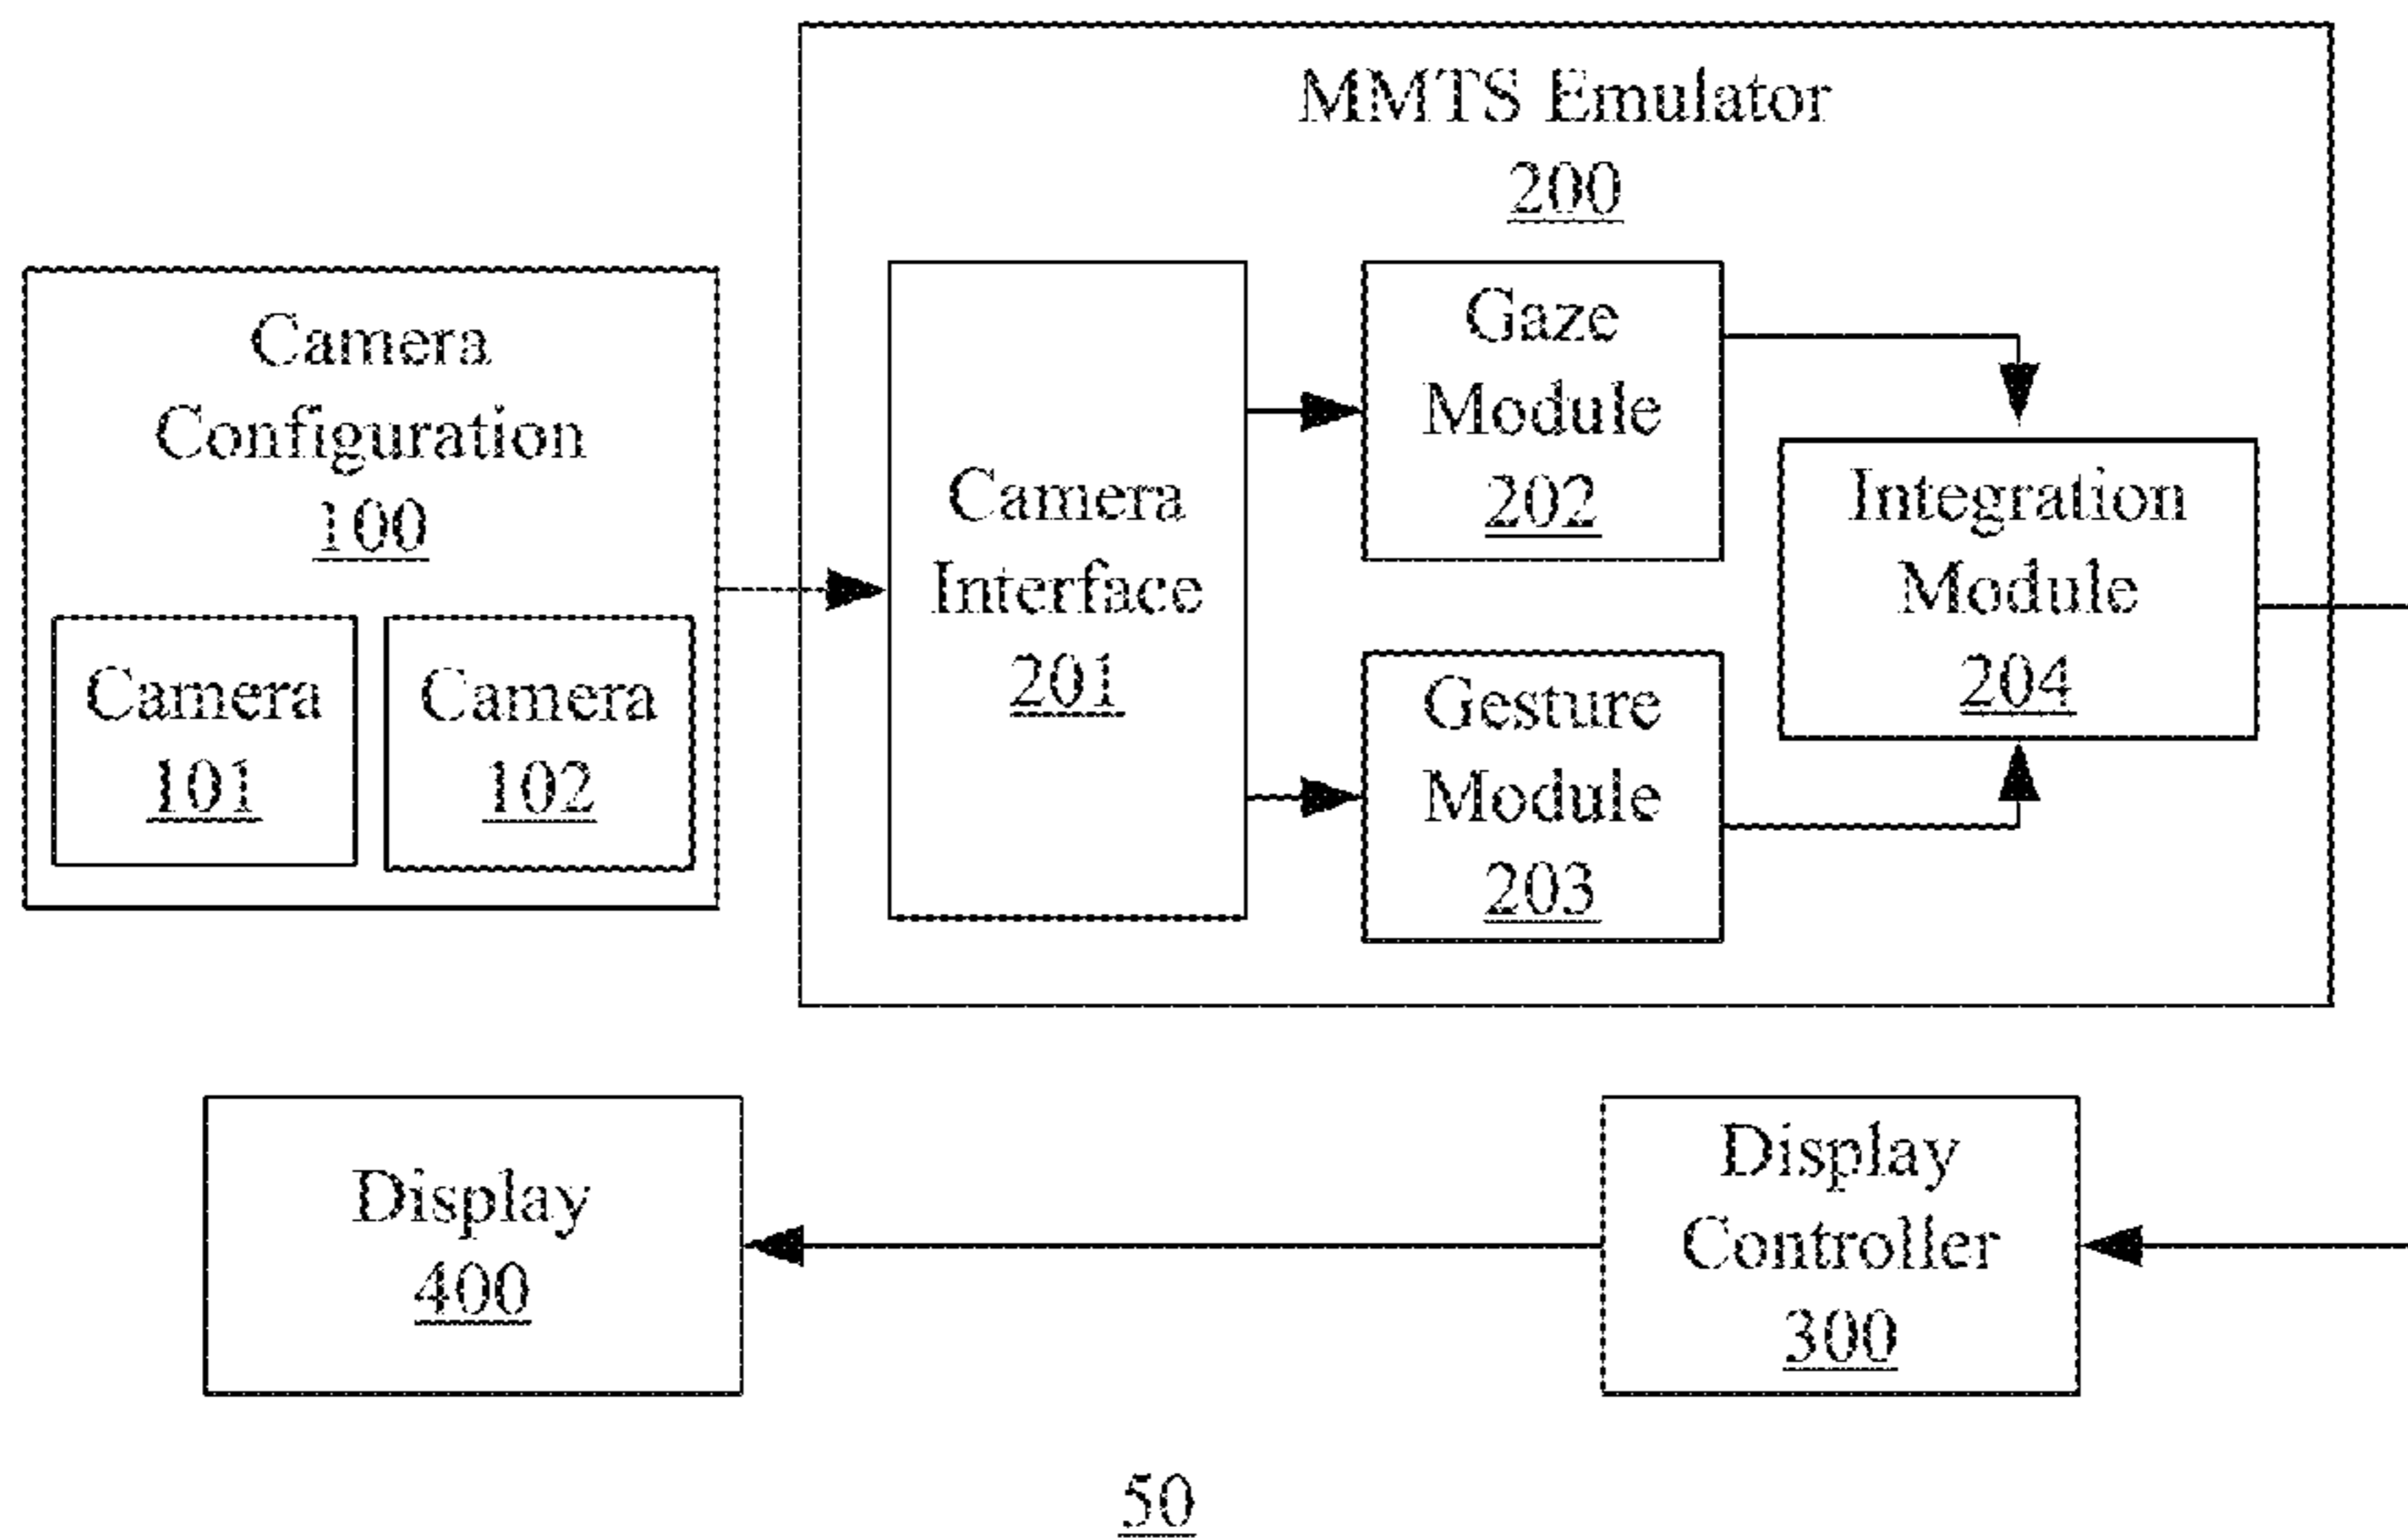 MMTS Emulator
200
Camera
Configuration
100
Camera
101
Camera
102
Camera
Interface
201
Gaze
Module
202
Gesture
Module
203
Integration
Module
204
Display
400
Display
Controller
300
50